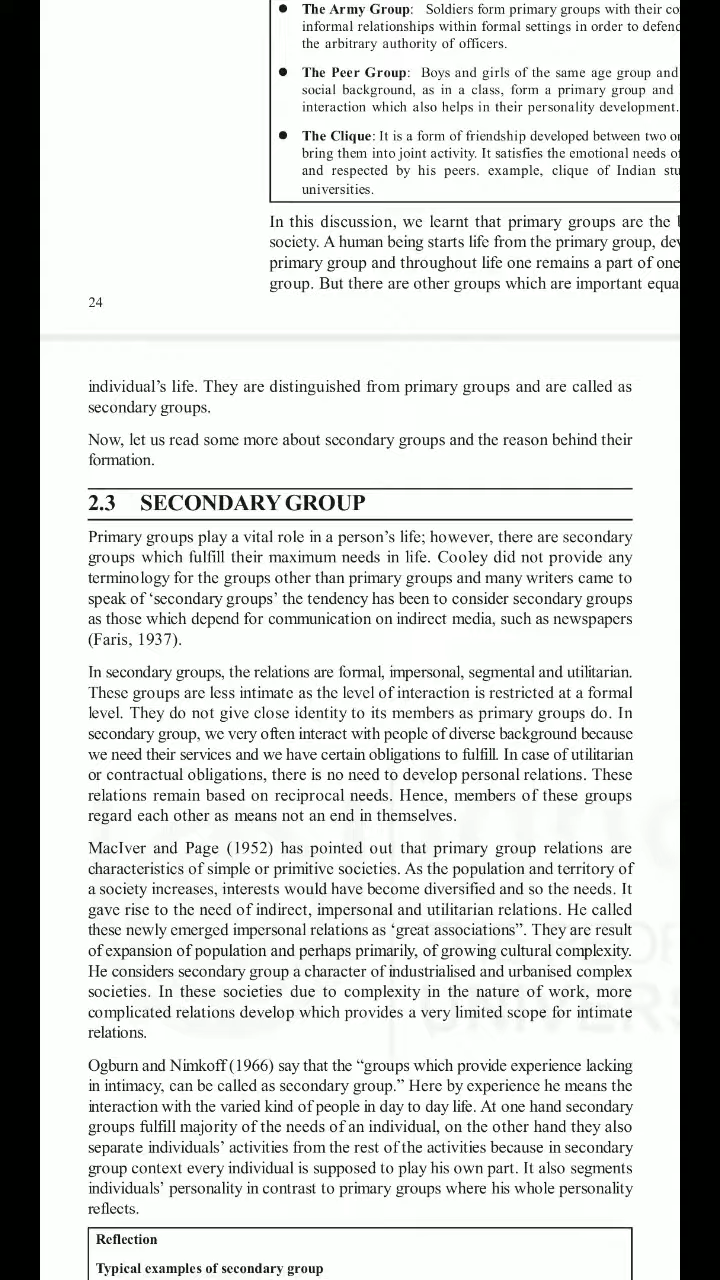 ● The Army Group: Soldiers form primary groups with their co
informal relationships within formal settings in order to defend
the arbitrary authority of officers.
● The Peer Group: Boys and girls of the same age group and
social background, as in a class, form a primary group and
interaction which also helps in their personality development.
● The Clique: It is a form of friendship developed between two or
bring them into joint activity. It satisfies the emotional needs of
and respected by his peers. example, clique of Indian stu
universities.
In this discussion, we learnt that primary groups are the
society. A human being starts life from the primary group, dev
primary group and throughout life one remains a part of one
group. But there are other groups which are important equa
24
individual's life. They are distinguished from primary groups and are called as
secondary groups.
Now, let us read some more about secondary groups and the reason behind their
formation.
2.3 SECONDARY GROUP
Primary groups play a vital role in a person's life; however, there are secondary
groups which fulfill their maximum needs in life. Cooley did not provide any
terminology for the groups other than primary groups and many writers came to
speak of 'secondary groups' the tendency has been to consider secondary groups
as those which depend for communication on indirect media, such as newspapers
(Faris, 1937).
In secondary groups, the relations are formal, impersonal, segmental and utilitarian.
These groups are less intimate as the level of interaction is restricted at a formal
level. They do not give close identity to its members as primary groups do. In
secondary group, we very often interact with people of diverse background because
we need their services and we have certain obligations to fulfill. In case of utilitarian
or contractual obligations, there is no need to develop personal relations. These
relations remain based on reciprocal needs. Hence, members of these groups
regard each other as means not an end in themselves.
MacIver and Page (1952) has pointed out that primary group relations are
characteristics of simple or primitive societies. As the population and territory of
a society increases, interests would have become diversified and so the needs. It
gave rise to the need of indirect, impersonal and utilitarian relations. He called
these newly emerged impersonal relations as 'great associations". They are result
of expansion of population and perhaps primarily, of growing cultural complexity.
He considers secondary group a character of industrialised and urbanised complex
societies. In these societies due to complexity in the nature of work, more
complicated relations develop which provides a very limited scope for intimate
relations.
Ogburn and Nimkoff (1966) say that the "groups which provide experience lacking
in intimacy, can be called as secondary group." Here by experience he means the
interaction with the varied kind of people in day to day life. At one hand secondary
groups fulfill majority of the needs of an individual, on the other hand they also
separate individuals' activities from the rest of the activities because in secondary
group context every individual is supposed to play his own part. It also segments
individuals' personality in contrast to primary groups where his whole personality
reflects.
Reflection
Typical examples of secondary group